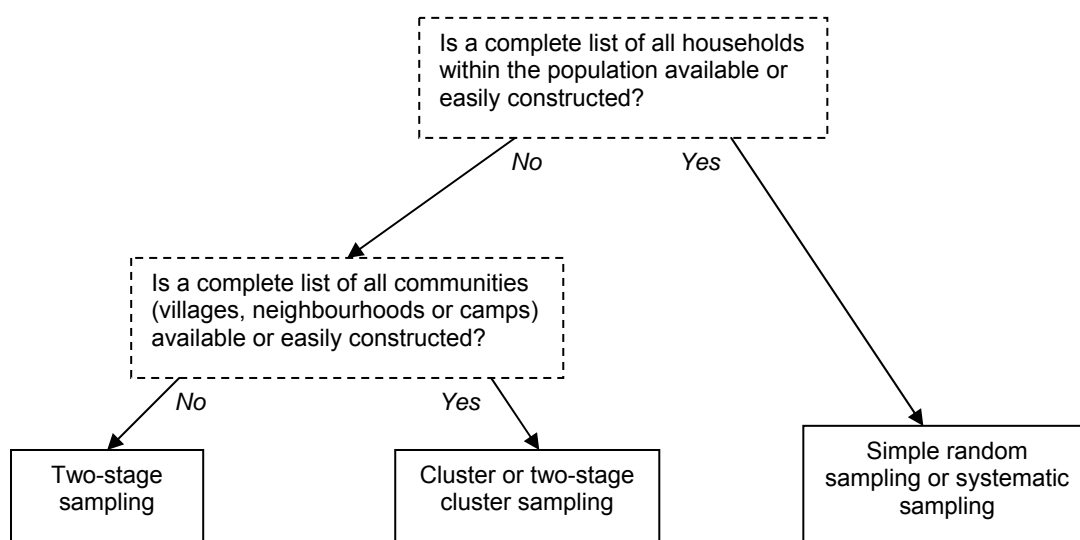 Is a complete list of all households
within the population available or
easily constructed?
No
Yes
Is a complete list of all communities
(villages, neighbourhoods or camps)
available or easily constructed?
No
Yes
Two-stage
sampling
Cluster or two-stage
cluster sampling
Simple random
sampling or systematic
sampling